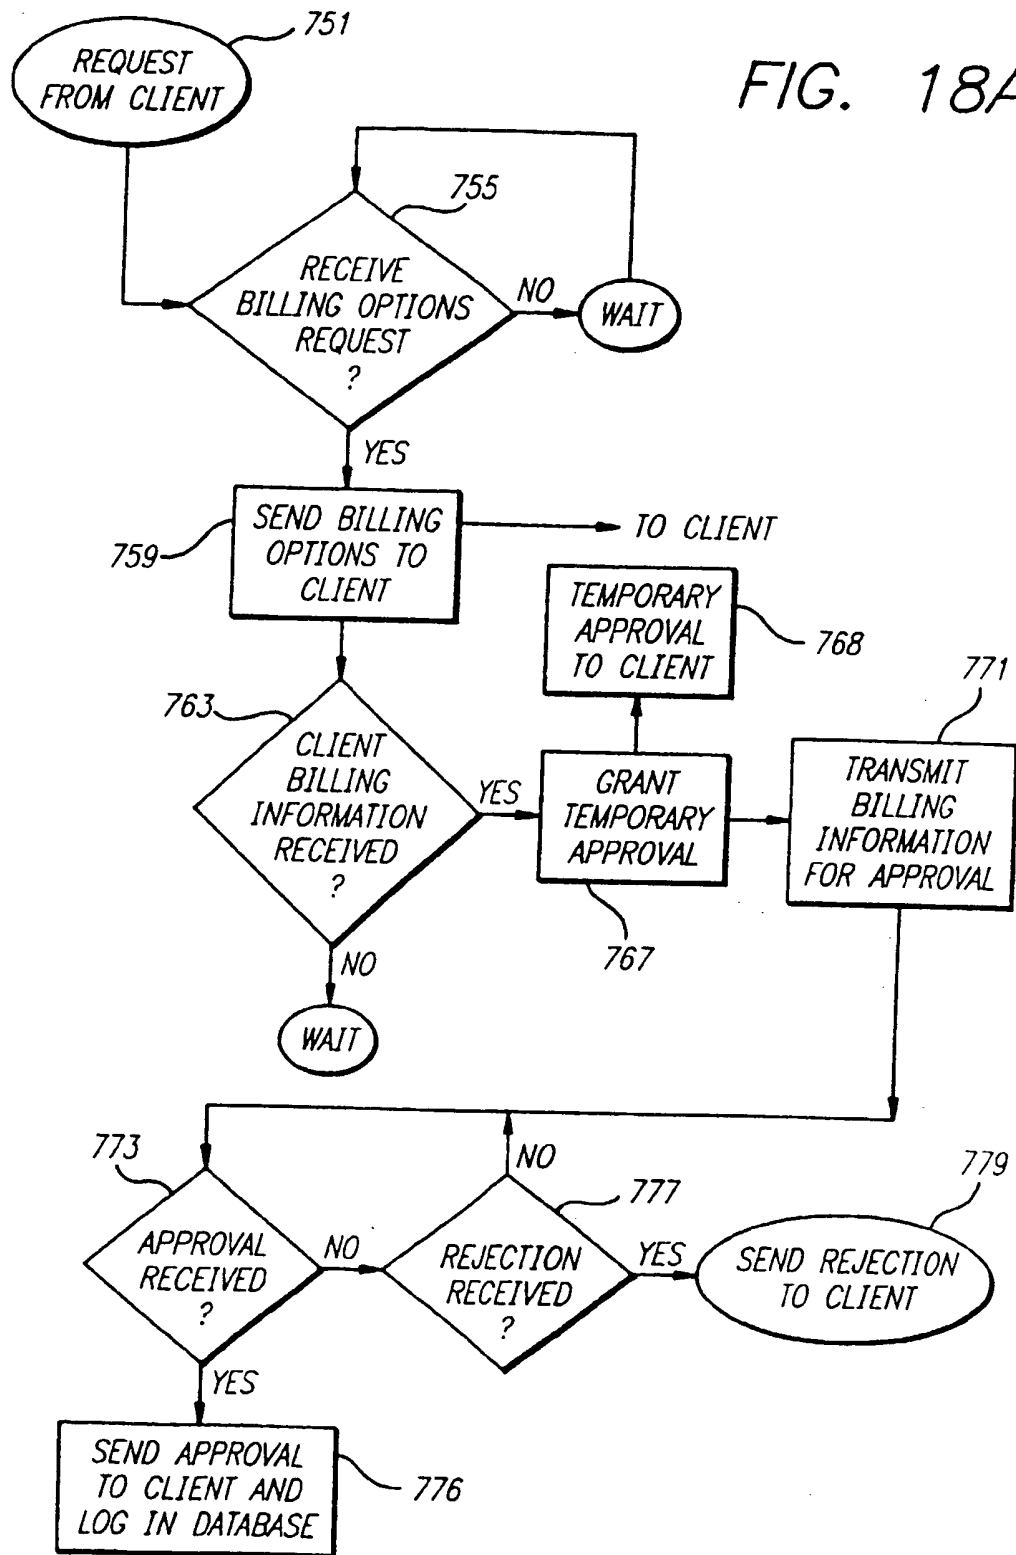 751
REQUEST
FROM CLIENT
FIG. 18A
755
RECEIVE
BILLING OPTIONS
REQUEST
?
NO
WAIT
YES
759
SEND BILLING
OPTIONS TO
CLIENT
TO CLIENT
TEMPORARY
APPROVAL
TO CLIENT
768
763
CLIENT
BILLING
INFORMATION
RECEIVED
?
YES
GRANT
TEMPORARY
APPROVAL
767
771
TRANSMIT
BILLING
INFORMATION
FOR APPROVAL
NO
WAIT
773
APPROVAL
RECEIVED
?
NO
NO
777
REJECTION
RECEIVED
?
YES
779
SEND REJECTION
TO CLIENT
YES
SEND APPROVAL
TO CLIENT AND
LOG IN DATABASE
776